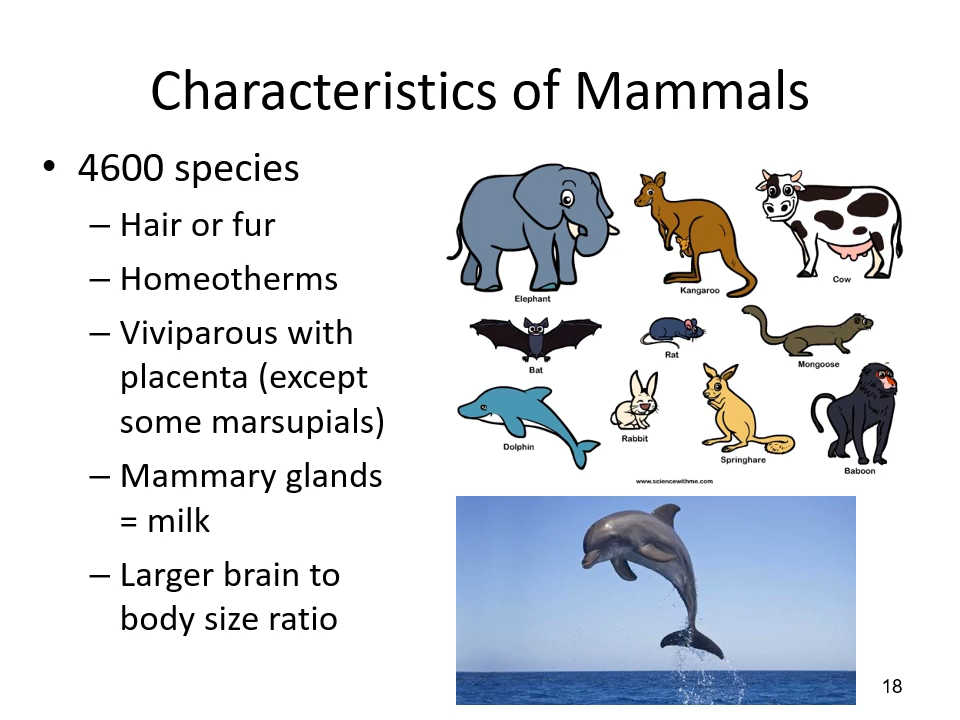 Characteristics of Mammals
• 4600 species
– Hair or fur
– Homeotherms
– Viviparous with
placenta (except
some marsupials)
– Mammary glands
= milk
– Larger brain to
body size ratio
Elephant
Kangaroo
Cow
Bat
Rat
Mongoose
Dolphin
Rabbit
Springhare
Baboon
www.sciencewithme.com
18